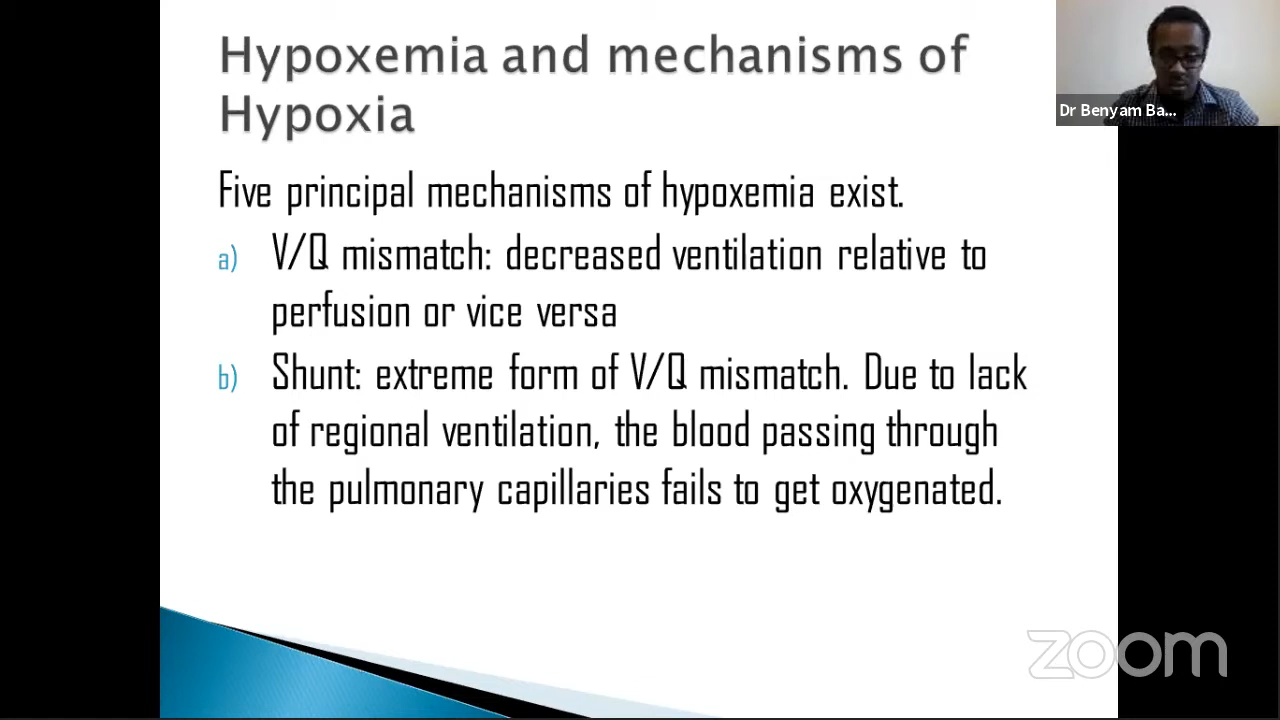 Hypoxemia and mechanisms of
Hypoxia
Dr Benyam Ba...
Five principal mechanisms of hypoxemia exist.
a) V/Q mismatch: decreased ventilation relative to
perfusion or vice versa
b) Shunt: extreme form of V/Q mismatch. Due to lack
of regional ventilation, the blood passing through
the pulmonary capillaries fails to get oxygenated.
zoom